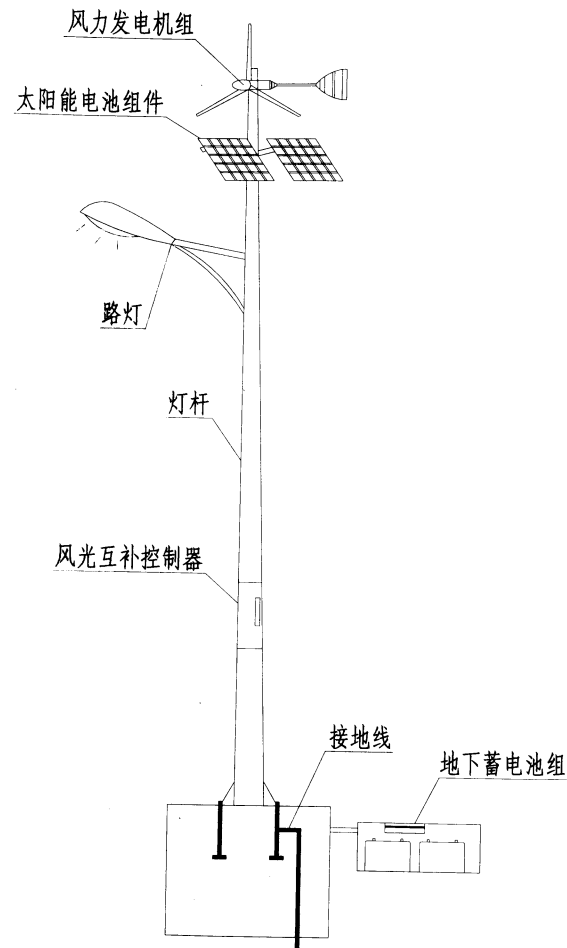 风力发电机组
太阳能电池组件
路灯
灯杆
风光互补控制器
接地线
地下蓄电池组